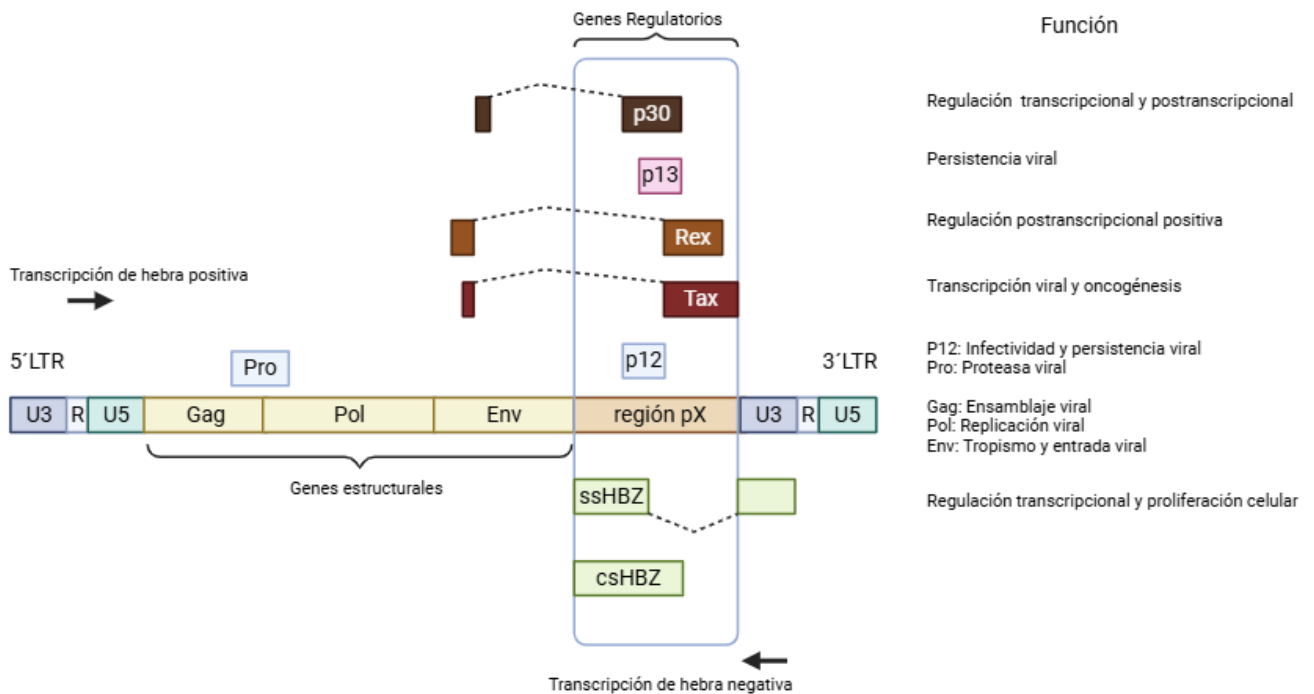 Genes Regulatorios
Función
p30
Regulación transcripcional y postranscripcional
p13
Persistencia viral
Rex
Regulación postranscripcional positiva
Transcripción de hebra positiva
Tax
Transcripción viral y oncogénesis
5´LTR
Pro
p12
3´LTR
P12: Infectividad y persistencia viral
Pro: Proteasa viral
U3 R U5 Gag Pol Env región pX U3 R U5
Gag: Ensamblaje viral
Pol: Replicación viral
Env: Tropismo y entrada viral
Genes estructurales
ssHBZ
Regulación transcripcional y proliferación celular
csHBZ
Transcripción de hebra negativa